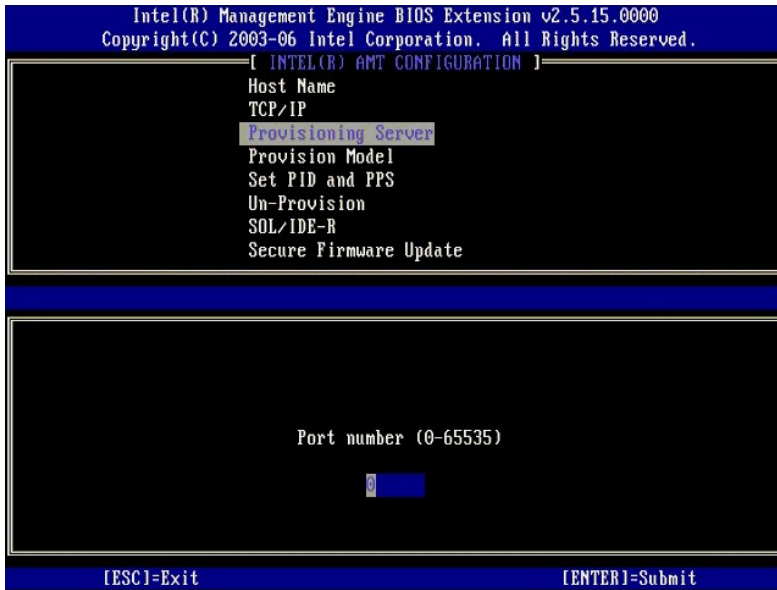 Intel(R) Management Engine BIOS Extension v2.5.15.0000
Copyright(C) 2003-06 Intel Corporation.  All Rights Reserved.
[ INTEL(R) AMT CONFIGURATION ]
Host Name
TCP/IP
Provisioning Server
Provision Model
Set PID and PPS
Un-Provision
SOL/IDE-R
Secure Firmware Update
Port number (0-65535)
0
[ESC]=Exit [ENTER]=Submit